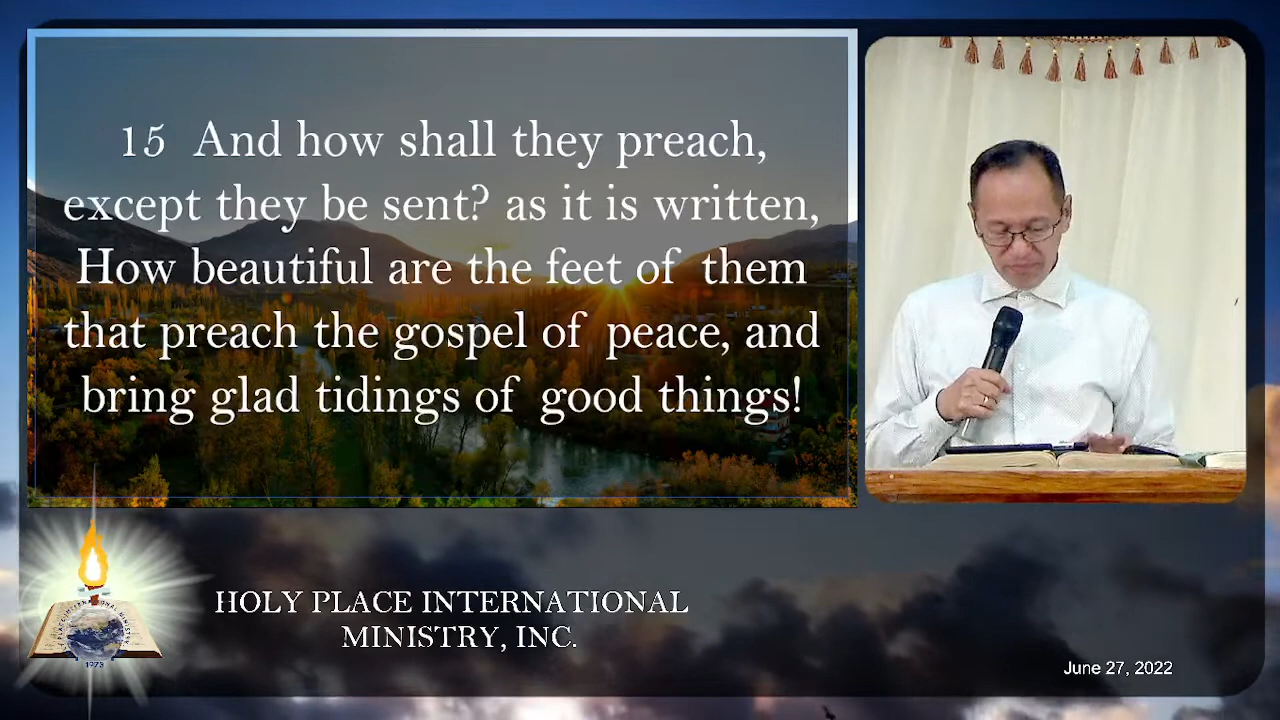 15 And how shall they preach,
except they be sent? as it is written,
How beautiful are the feet of them
that preach the gospel of peace, and
bring glad tidings of good things!
HOLY PLACE INTERNATIONAL
MINISTRY, INC.
1973
June 27, 2022